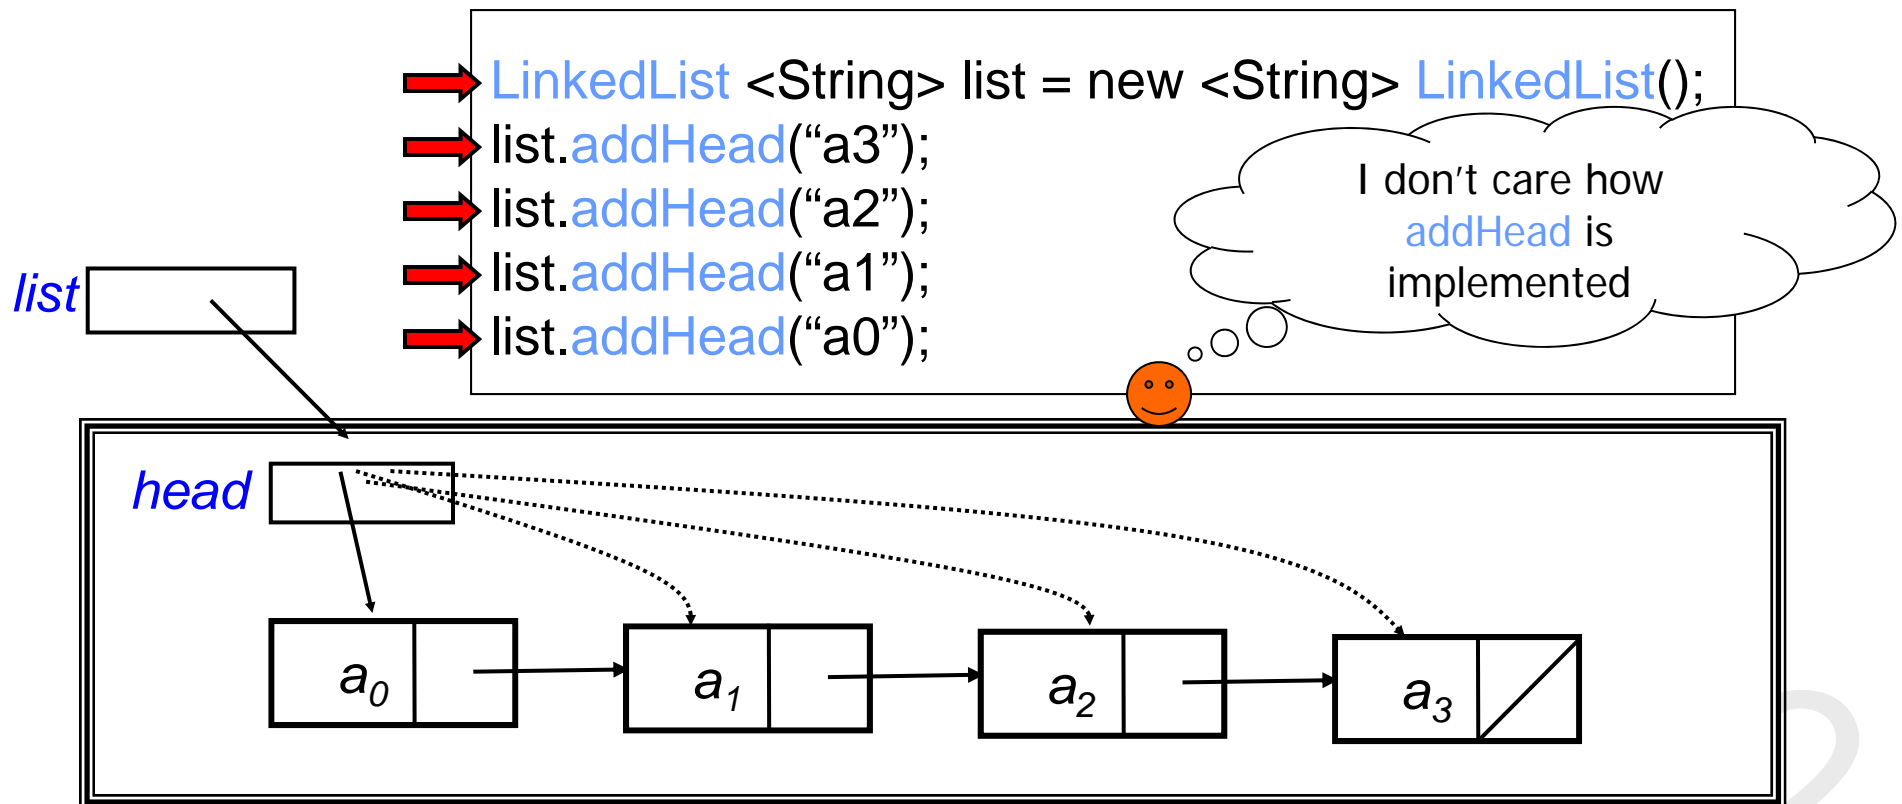 LinkedList <String> list = new <String> LinkedList();
list.addHead(“a3”);
list.addHead(“a2”);
list.addHead(“a1”);
list.addHead(“a0”);
I don't care how
addHead is
implemented
list
head
a0
a1
a2
a3